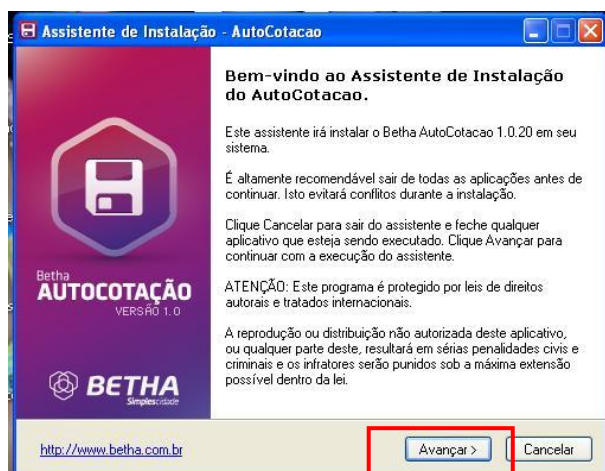 Assistente de Instalação - AutoCotacao
Bem-vindo ao Assistente de Instalação
do AutoCotacao.
Este assistente irá instalar o Betha AutoCotacao 1.0.20 em seu
sistema.
É altamente recomendável sair de todas as aplicações antes de
continuar. Isto evitará conflitos durante a instalação.
Clique Cancelar para sair do assistente e feche qualquer
aplicativo que esteja sendo executado. Clique Avançar para
continuar com a execução do assistente.
ATENÇÃO: Este programa é protegido por leis de direitos
autorais e tratados internacionais.
A reprodução ou distribuição não autorizada deste aplicativo,
ou qualquer parte deste, resultará em sérias penalidades civis e
criminais e os infratores serão punidos sob a máxima extensão
possível dentro da lei.
Betha
AUTOCOTAÇÃO
VERSÃO 1.0
BETHA
Simplescidade
http://www.betha.com.br
Avançar >
Cancelar